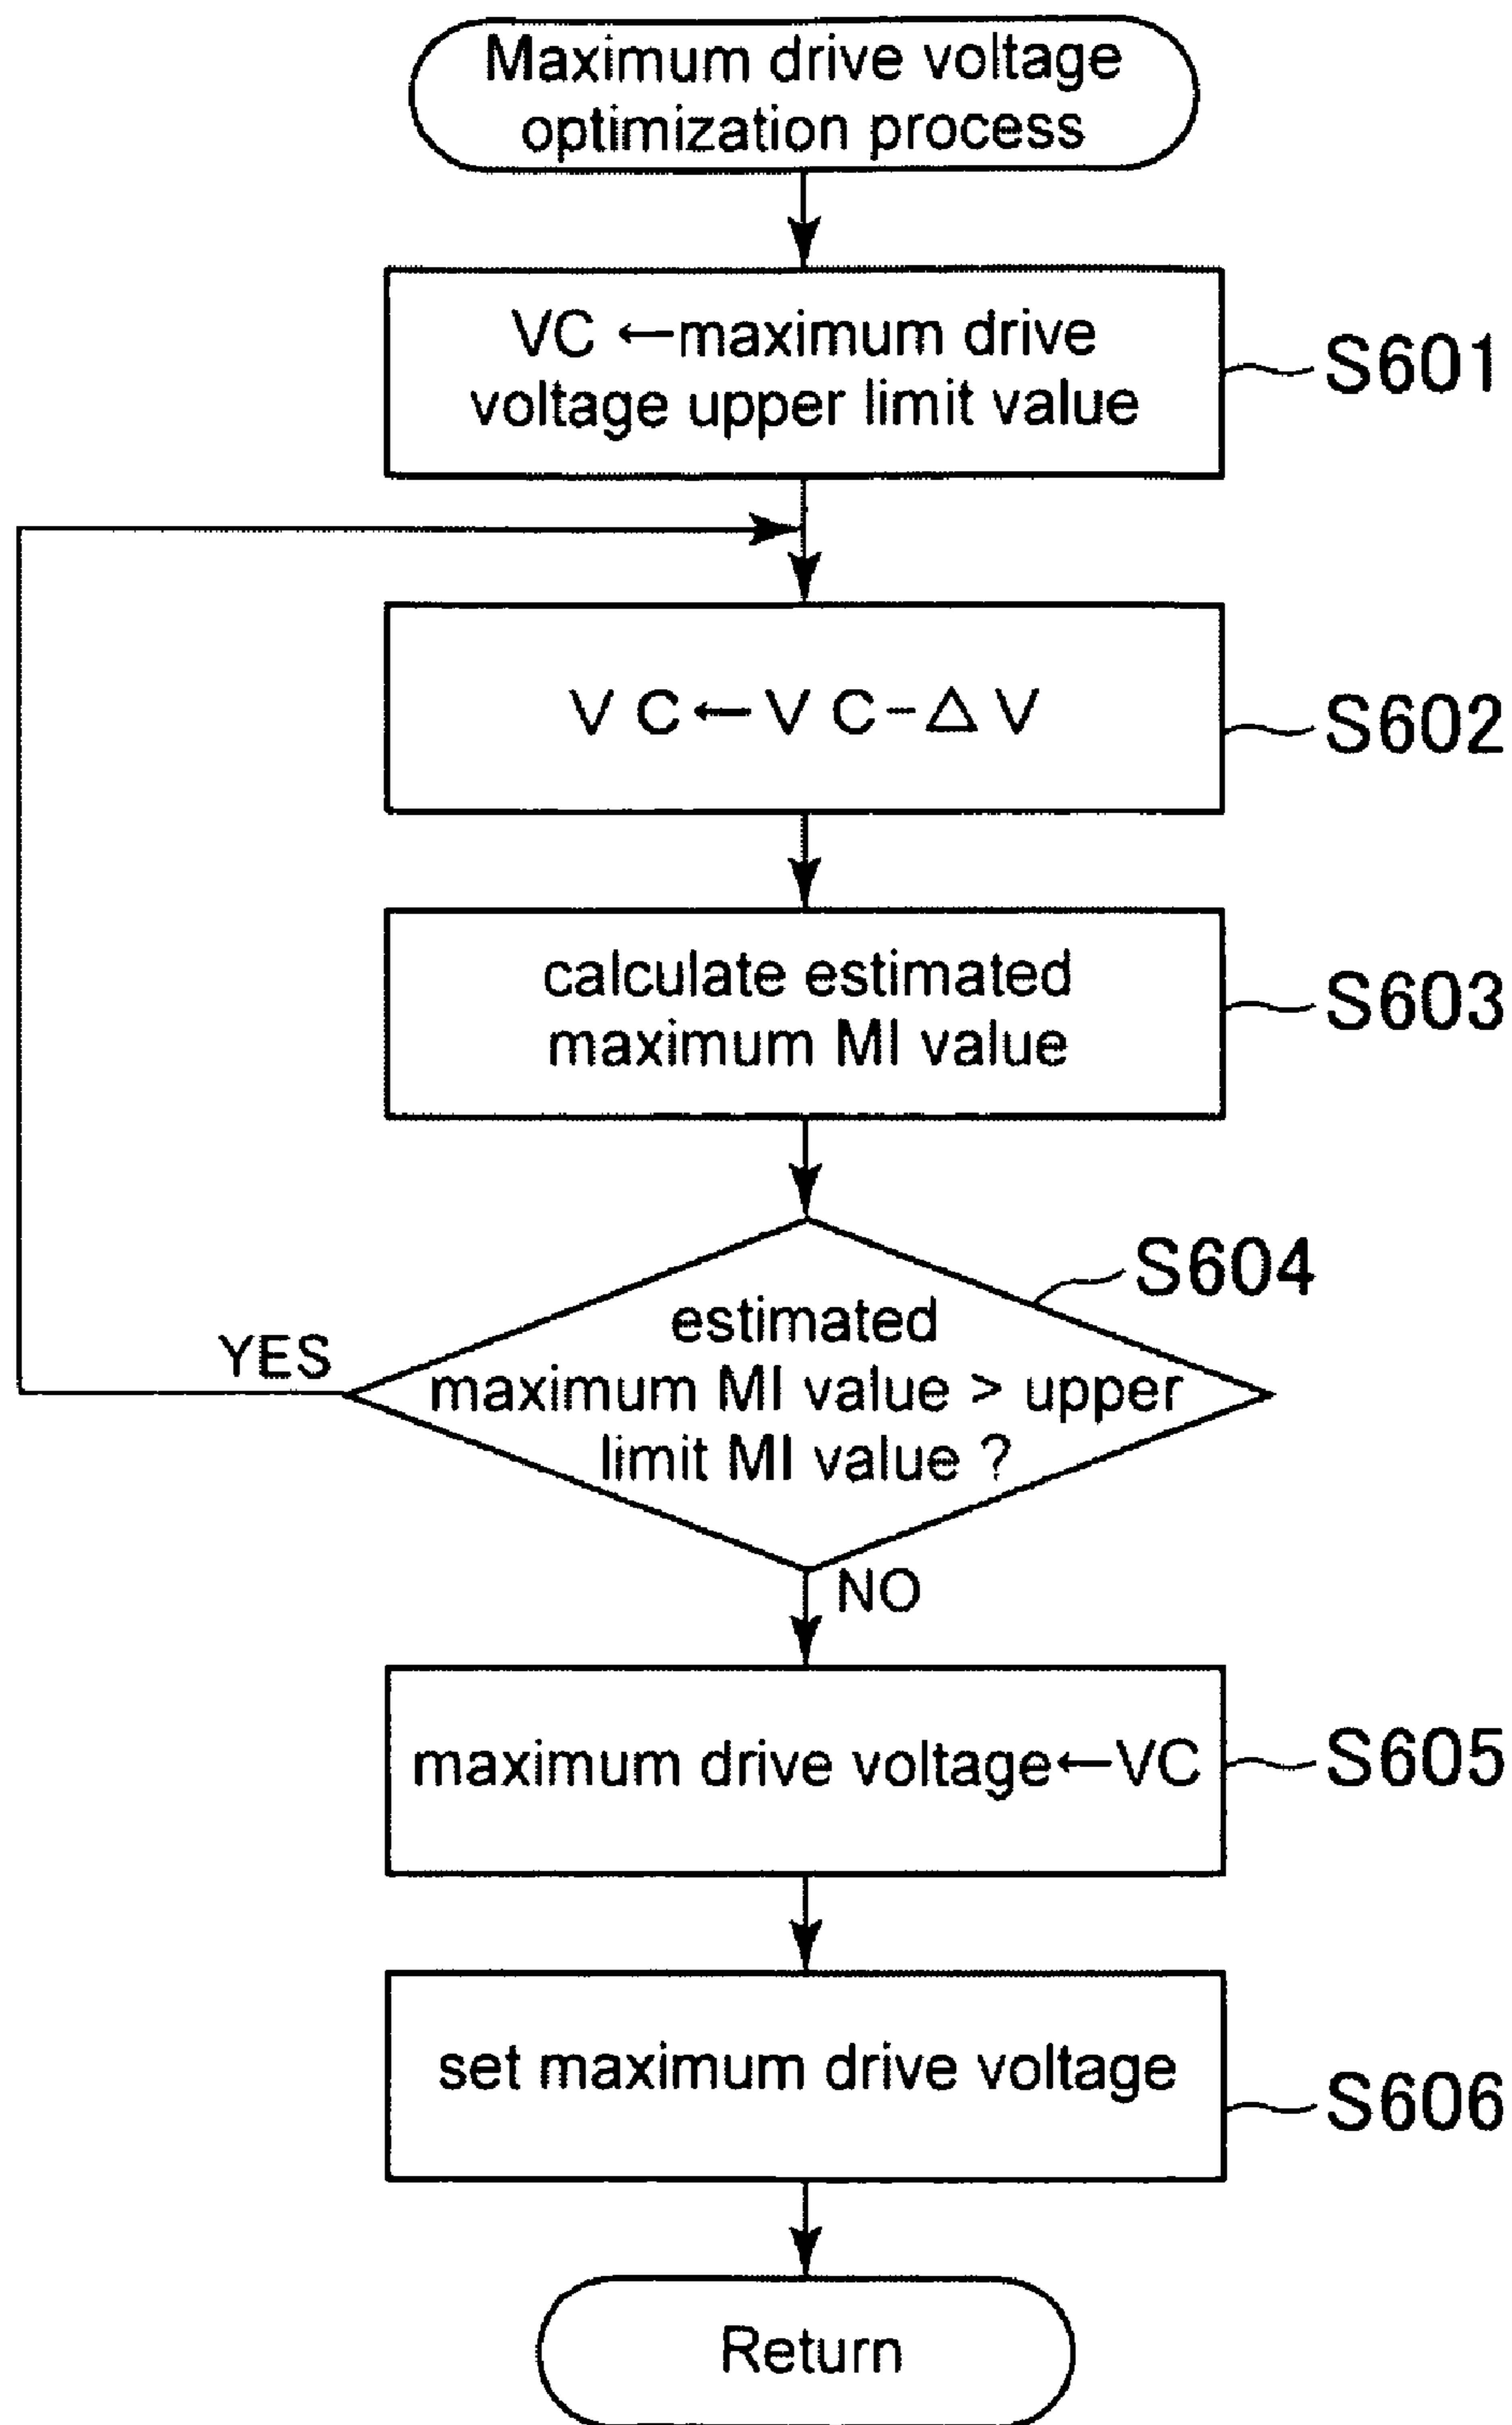 Maximum drive voltage
optimization process
VC ←maximum drive
voltage upper limit value
S601
V C ← V C − △ V
S602
calculate estimated
maximum MI value
S603
S604
estimated
maximum MI value > upper
limit MI value ?
YES
NO
maximum drive voltage←VC
S605
set maximum drive voltage
S606
Return